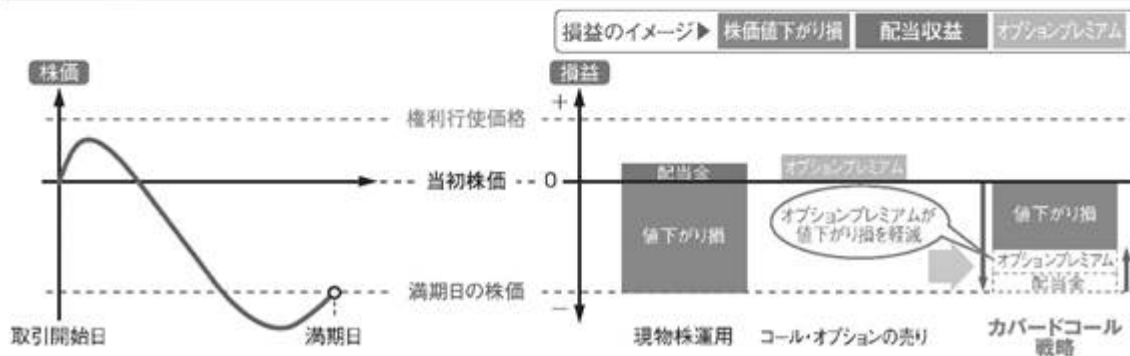 損益のイメージ▶ 株価値下がり損 配当収益 オプションプレミアム
株価
損益
+
権利行使価格
当初株価
0
配当金
オプションプレミアム
値下がり損
オプションプレミアムが
値下がり損を軽減
値下がり損
オプションプレミアム
配当金
満期日の株価
−
取引開始日
満期日
現物株運用
コール・オプションの売り
カバードコール
戦略